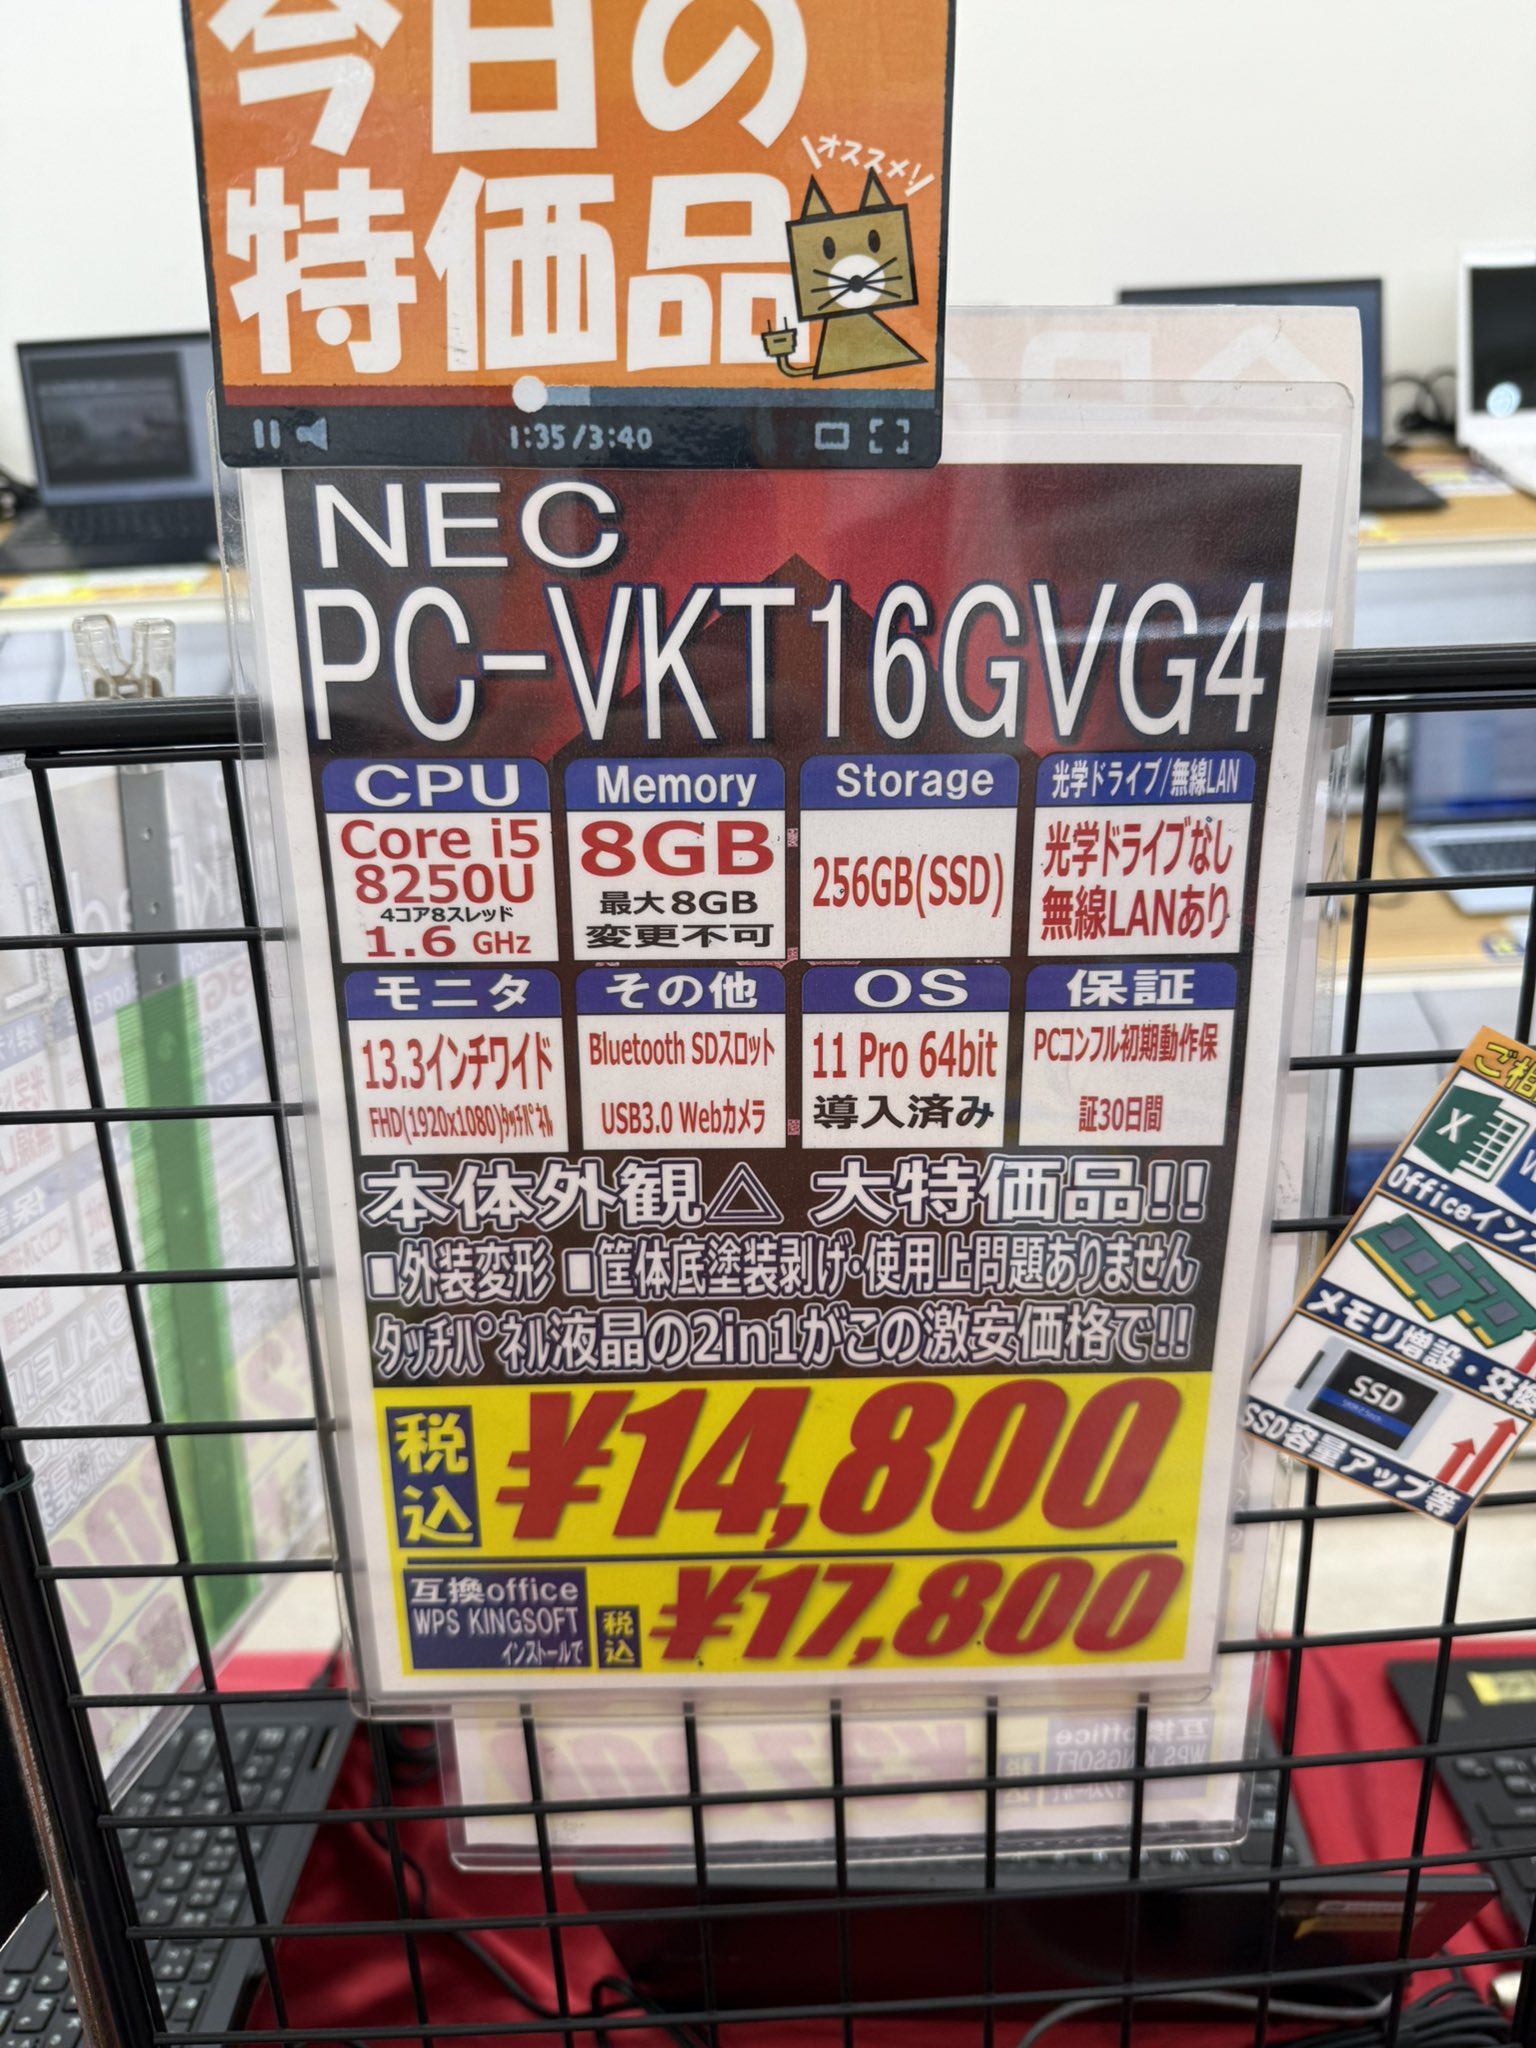 今日の
特価品
オススメ!
1:35/3:40
NEC
PC-VKT16GVG4
CPU
Core i5
8250U
4コア8スレッド
1.6 GHz
Memory
8GB
最大8GB
変更不可
Storage
256GB(SSD)
光学ドライブ/無線LAN
光学ドライブなし
無線LANあり
モニタ
13.3インチワイド
FHD(1920x1080)ﾀｯﾁﾊﾟﾈﾙ
その他
Bluetooth SDスロット
USB3.0 Webカメラ
OS
11 Pro 64bit
導入済み
保証
PCコンフル初期動作保
証30日間
本体外観△ 大特価品!!
■外装変形 ■筐体底塗装剥げ・使用上問題ありません
ﾀｯﾁﾊﾟﾈﾙ液晶の2in1がこの激安価格で!!
税込
¥14,800
互換office
WPS KINGSOFT
インストールで
税込
¥17,800
X
Officeイン
メモリ増設・交換
SSD
SSD容量アップ等